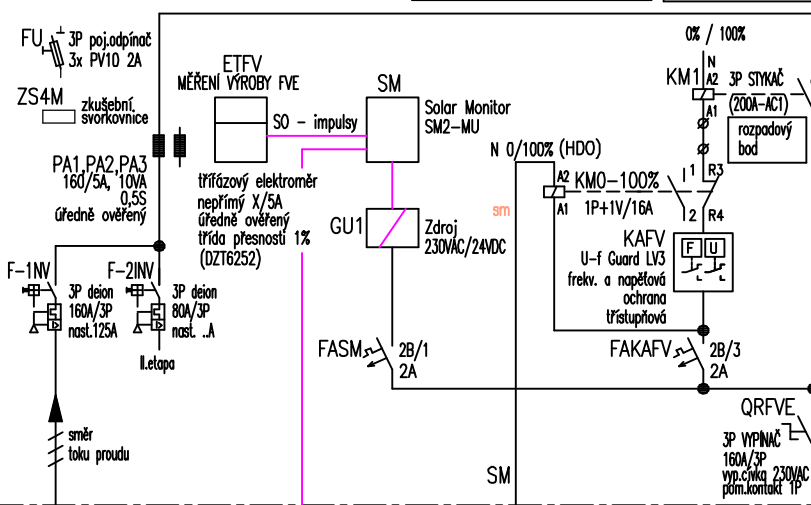 FU
3P poj.odpínač
3x PV10 2A
ZS4M
zkušební
svorkovnice
ETFV
MĚŘENÍ VÝROBY FVE
SO - impulsy
SM
Solar Monitor
SM2-MU
0% / 100%
N
KM1
A2
A1
3P STYKAČ
(200A-AC1)
rozpadový
bod
PA1,PA2,PA3
160/5A, 10VA
0,5S
úředně ověřený
třífázový elektroměr
nepřímý X/5A
úředně ověřený
třída přesnosti 1%
(DZT6252)
GU1
Zdroj
230VAC/24VDC
N 0/100% (HDO)
sm
A2
A1
KM0-100%
1P+1V/16A
1
R3
2
R4
KAFV
U-f Guard LV3
frekv. a napěťová
ochrana
třístupňová
F U
F-1NV
3P deion
160A/3P
nast.125A
F-2INV
3P deion
80A/3P
nast. ..A
II.etapa
FASM
2B/1
2A
FAKAFV
2B/3
2A
směr
toku proudu
SM
QRFVE
3P VYPÍNAČ
160A/3P
vyp.cívka 230VAC
pom.kontakt 1P